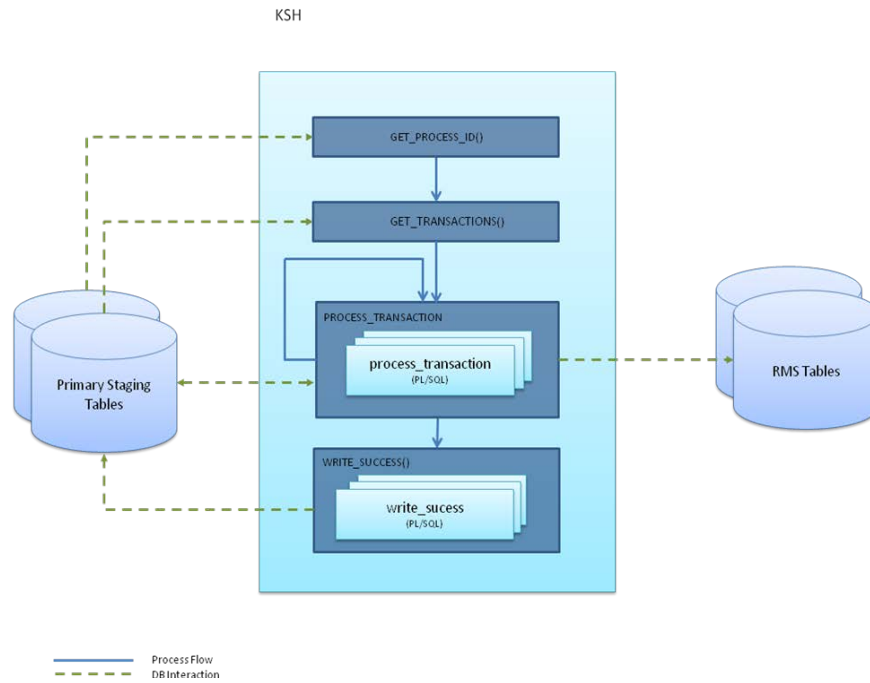 KSH
GET_PROCESS_ID()
GET_TRANSACTIONS()
PROCESS_TRANSACTION
process_transaction
(PL/SQL)
Primary Staging
Tables
RMS Tables
WRITE_SUCCESS()
write_sucess
(PL/SQL)
Process Flow
DB Interaction